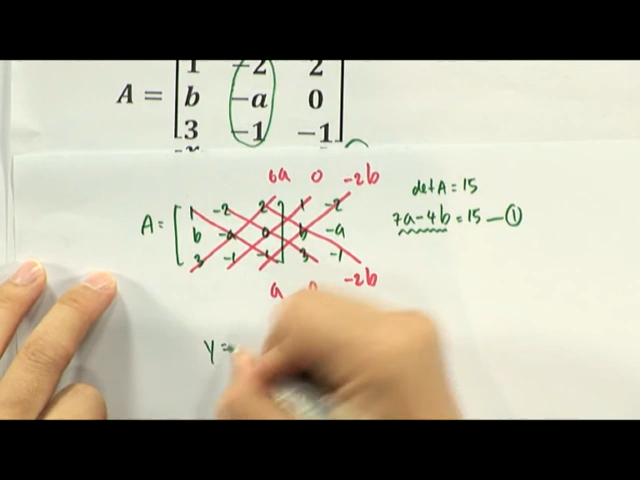 1 -2 2
A = b -a 0
3 -1 -1
6a 0 -2b
det A = 15
1 -2 2 1 -2
7a - 4b = 15 — ①
A = b -a 0 b -a
3 -1 -1 3 -1
a 0 -2b
y =